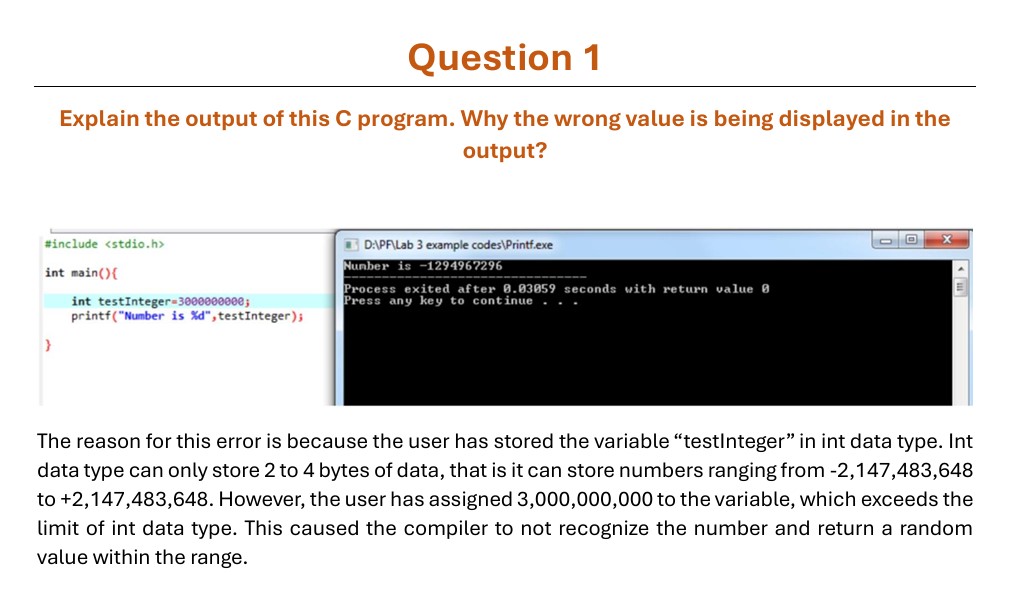 Question 1
Explain the output of this C program. Why the wrong value is being displayed in the
output?
#include <stdio.h>
int main(){
int testInteger=3000000000;
printf("Number is %d",testInteger);
}
D:\PF\Lab 3 example codes\Printf.exe
Number is -1294967296
--------------------------------
Process exited after 0.03059 seconds with return value 0
Press any key to continue . . .
The reason for this error is because the user has stored the variable “testInteger” in int data type. Int
data type can only store 2 to 4 bytes of data, that is it can store numbers ranging from -2,147,483,648
to +2,147,483,648. However, the user has assigned 3,000,000,000 to the variable, which exceeds the
limit of int data type. This caused the compiler to not recognize the number and return a random
value within the range.